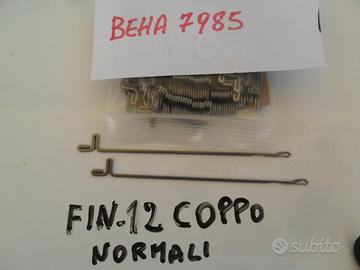 BEHA 7985
FIN.12 COPPO
NORMALI
subito